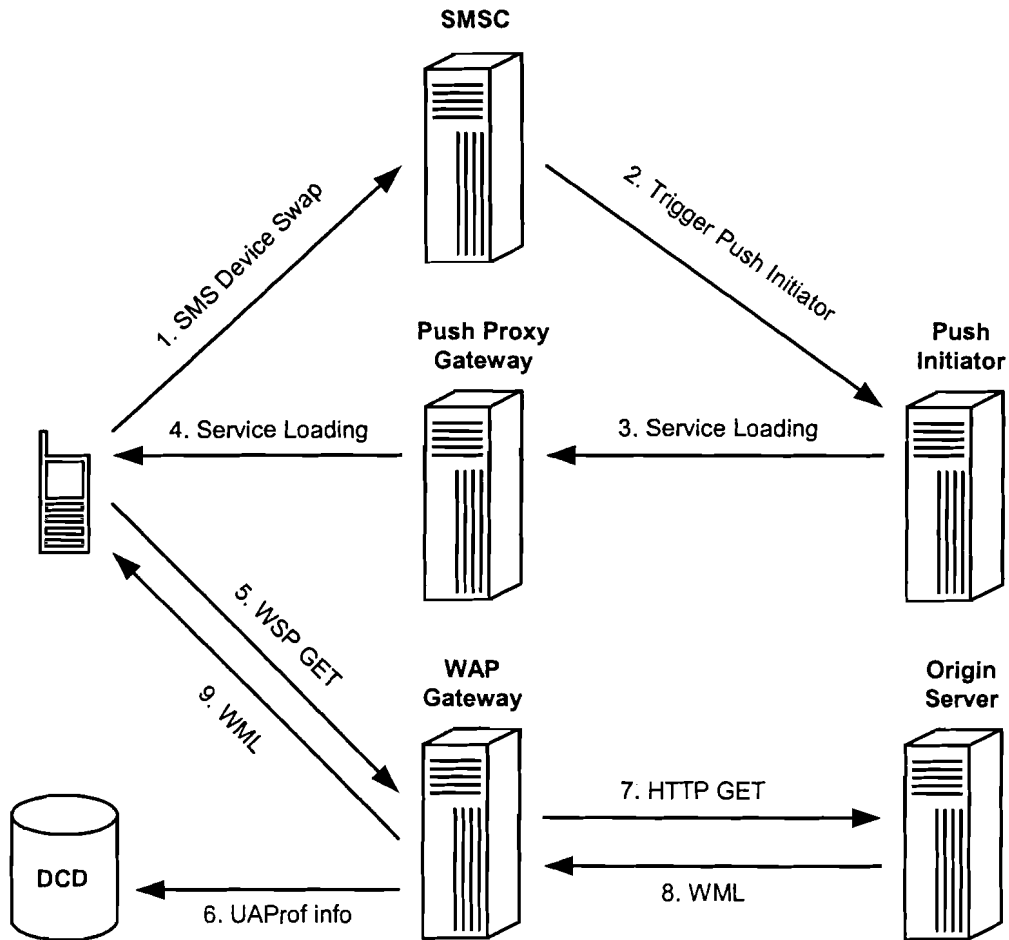 SMSC
1. SMS Device Swap
2. Trigger Push Initiator
Push Proxy
Gateway
Push
Initiator
4. Service Loading
3. Service Loading
5. WSP GET
9. WML
WAP
Gateway
Origin
Server
7. HTTP GET
DCD
6. UAProf info
8. WML